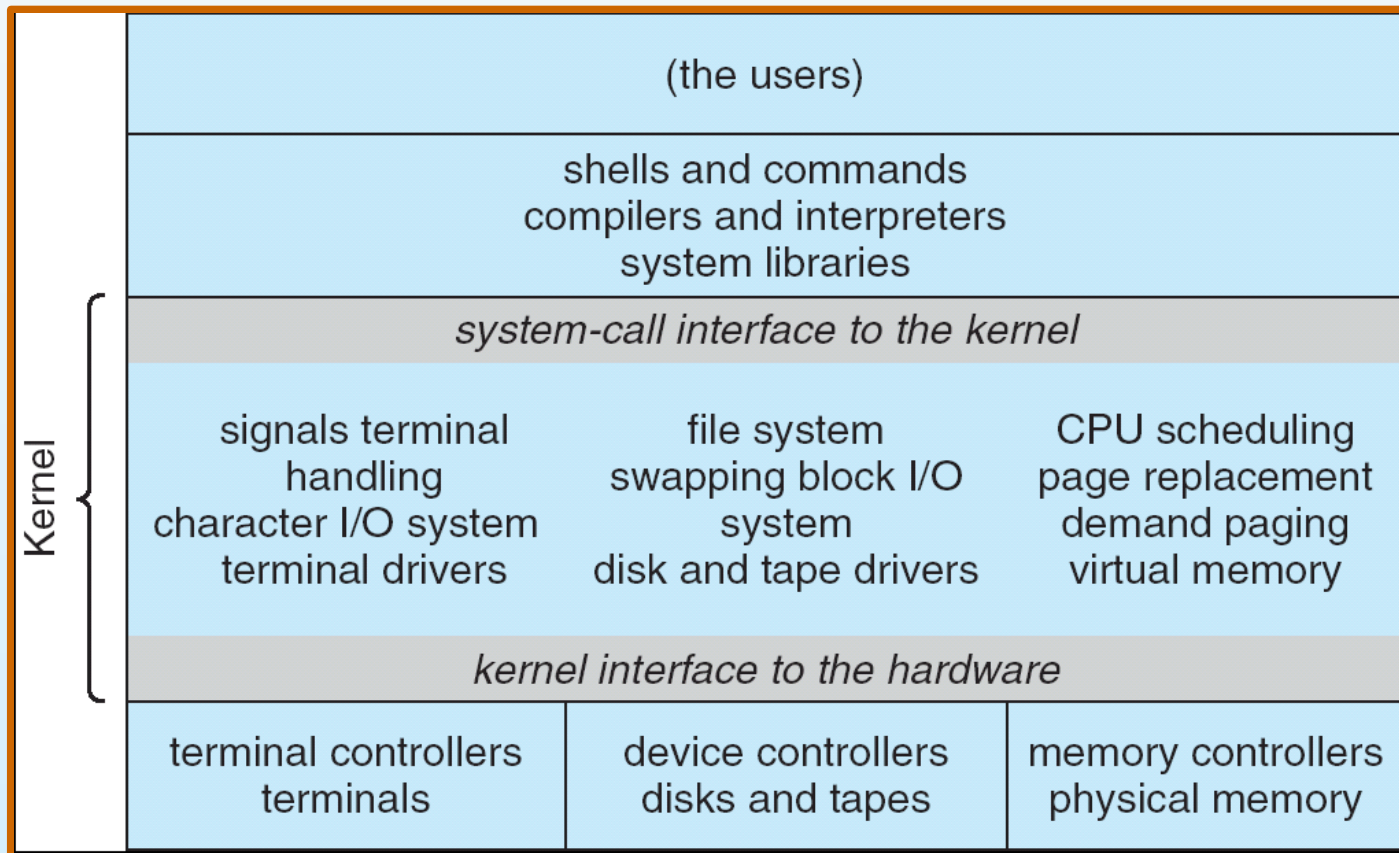 (the users)
shells and commands
compilers and interpreters
system libraries
Kernel
system-call interface to the kernel
signals terminal
handling
character I/O system
terminal drivers
file system
swapping block I/O
system
disk and tape drivers
CPU scheduling
page replacement
demand paging
virtual memory
kernel interface to the hardware
terminal controllers
terminals
device controllers
disks and tapes
memory controllers
physical memory